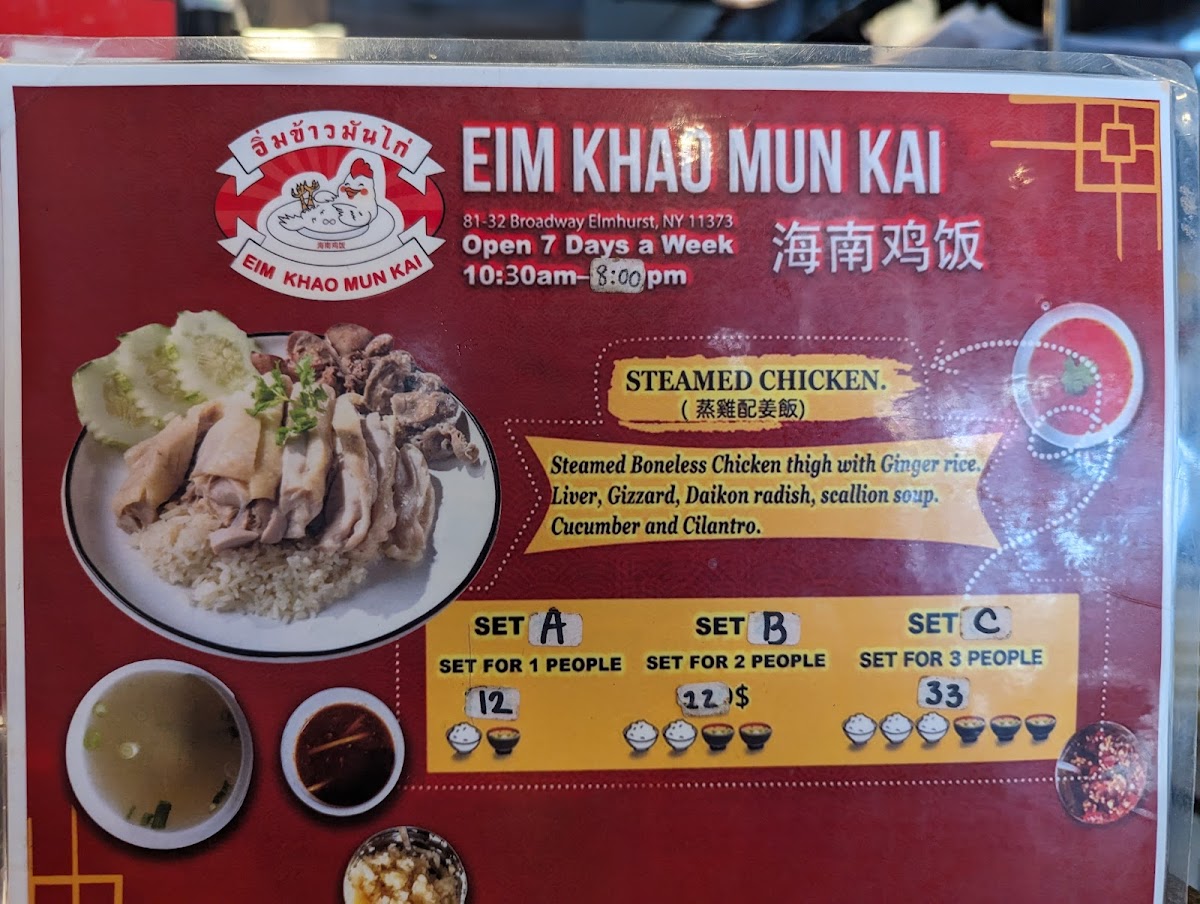 อิ่มข้าวมันไก่
海南鸡饭
EIM KHAO MUN KAI
EIM KHAO MUN KAI
81-32 Broadway Elmhurst, NY 11373
Open 7 Days a Week
10:30am–8:00pm
海南鸡饭
STEAMED CHICKEN.
(蒸雞配姜飯)
Steamed Boneless Chicken thigh with Ginger rice.
Liver, Gizzard, Daikon radish, scallion soup.
Cucumber and Cilantro.
SET A
SET FOR 1 PEOPLE
12
SET B
SET FOR 2 PEOPLE
22$
SET C
SET FOR 3 PEOPLE
33